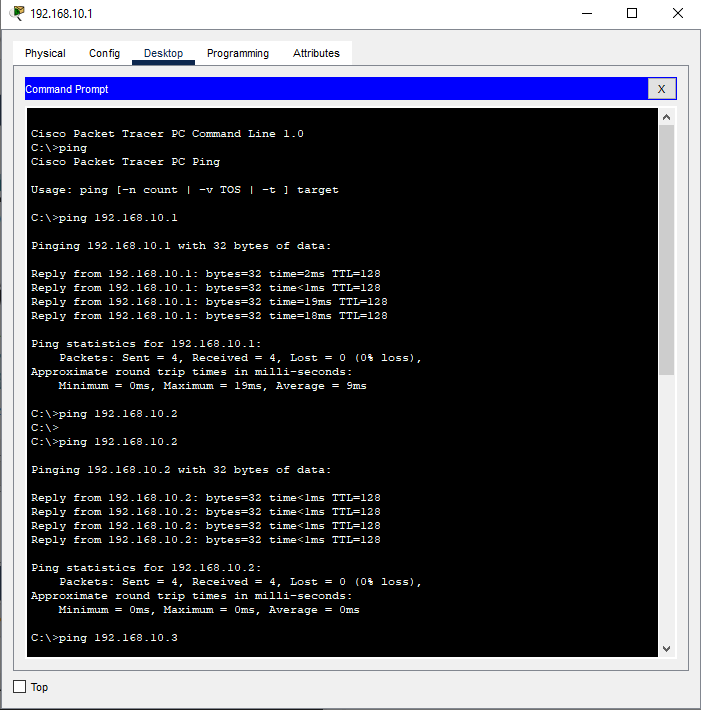 192.168.10.1
Physical Config Desktop Programming Attributes
Command Prompt X
Cisco Packet Tracer PC Command Line 1.0
C:\>ping
Cisco Packet Tracer PC Ping
Usage: ping [-n count | -v TOS | -t ] target
C:\>ping 192.168.10.1
Pinging 192.168.10.1 with 32 bytes of data:
Reply from 192.168.10.1: bytes=32 time=2ms TTL=128
Reply from 192.168.10.1: bytes=32 time<1ms TTL=128
Reply from 192.168.10.1: bytes=32 time=19ms TTL=128
Reply from 192.168.10.1: bytes=32 time=18ms TTL=128
Ping statistics for 192.168.10.1:
Packets: Sent = 4, Received = 4, Lost = 0 (0% loss),
Approximate round trip times in milli-seconds:
Minimum = 0ms, Maximum = 19ms, Average = 9ms
C:\>ping 192.168.10.2
C:\>
C:\>ping 192.168.10.2
Pinging 192.168.10.2 with 32 bytes of data:
Reply from 192.168.10.2: bytes=32 time<1ms TTL=128
Reply from 192.168.10.2: bytes=32 time<1ms TTL=128
Reply from 192.168.10.2: bytes=32 time<1ms TTL=128
Reply from 192.168.10.2: bytes=32 time<1ms TTL=128
Ping statistics for 192.168.10.2:
Packets: Sent = 4, Received = 4, Lost = 0 (0% loss),
Approximate round trip times in milli-seconds:
Minimum = 0ms, Maximum = 0ms, Average = 0ms
C:\>ping 192.168.10.3
Top